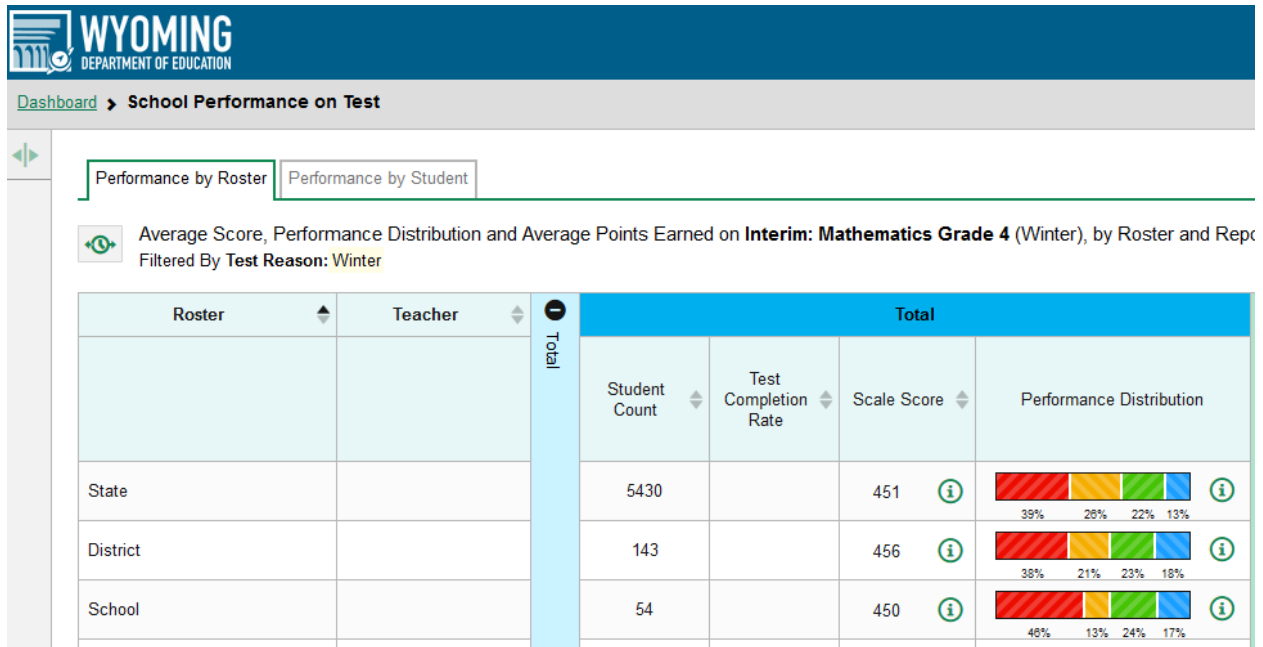 WYOMING
DEPARTMENT OF EDUCATION
Dashboard School Performance on Test
Performance by Roster Performance by Student
Average Score, Performance Distribution and Average Points Earned on Interim: Mathematics Grade 4 (Winter), by Roster and Repo
Filtered By Test Reason: Winter
Roster Teacher Total Total
Student Count Test Completion Rate Scale Score Performance Distribution
State 5430 451
39% 26% 22% 13%
District 143 456
38% 21% 23% 18%
School 54 450
46% 13% 24% 17%